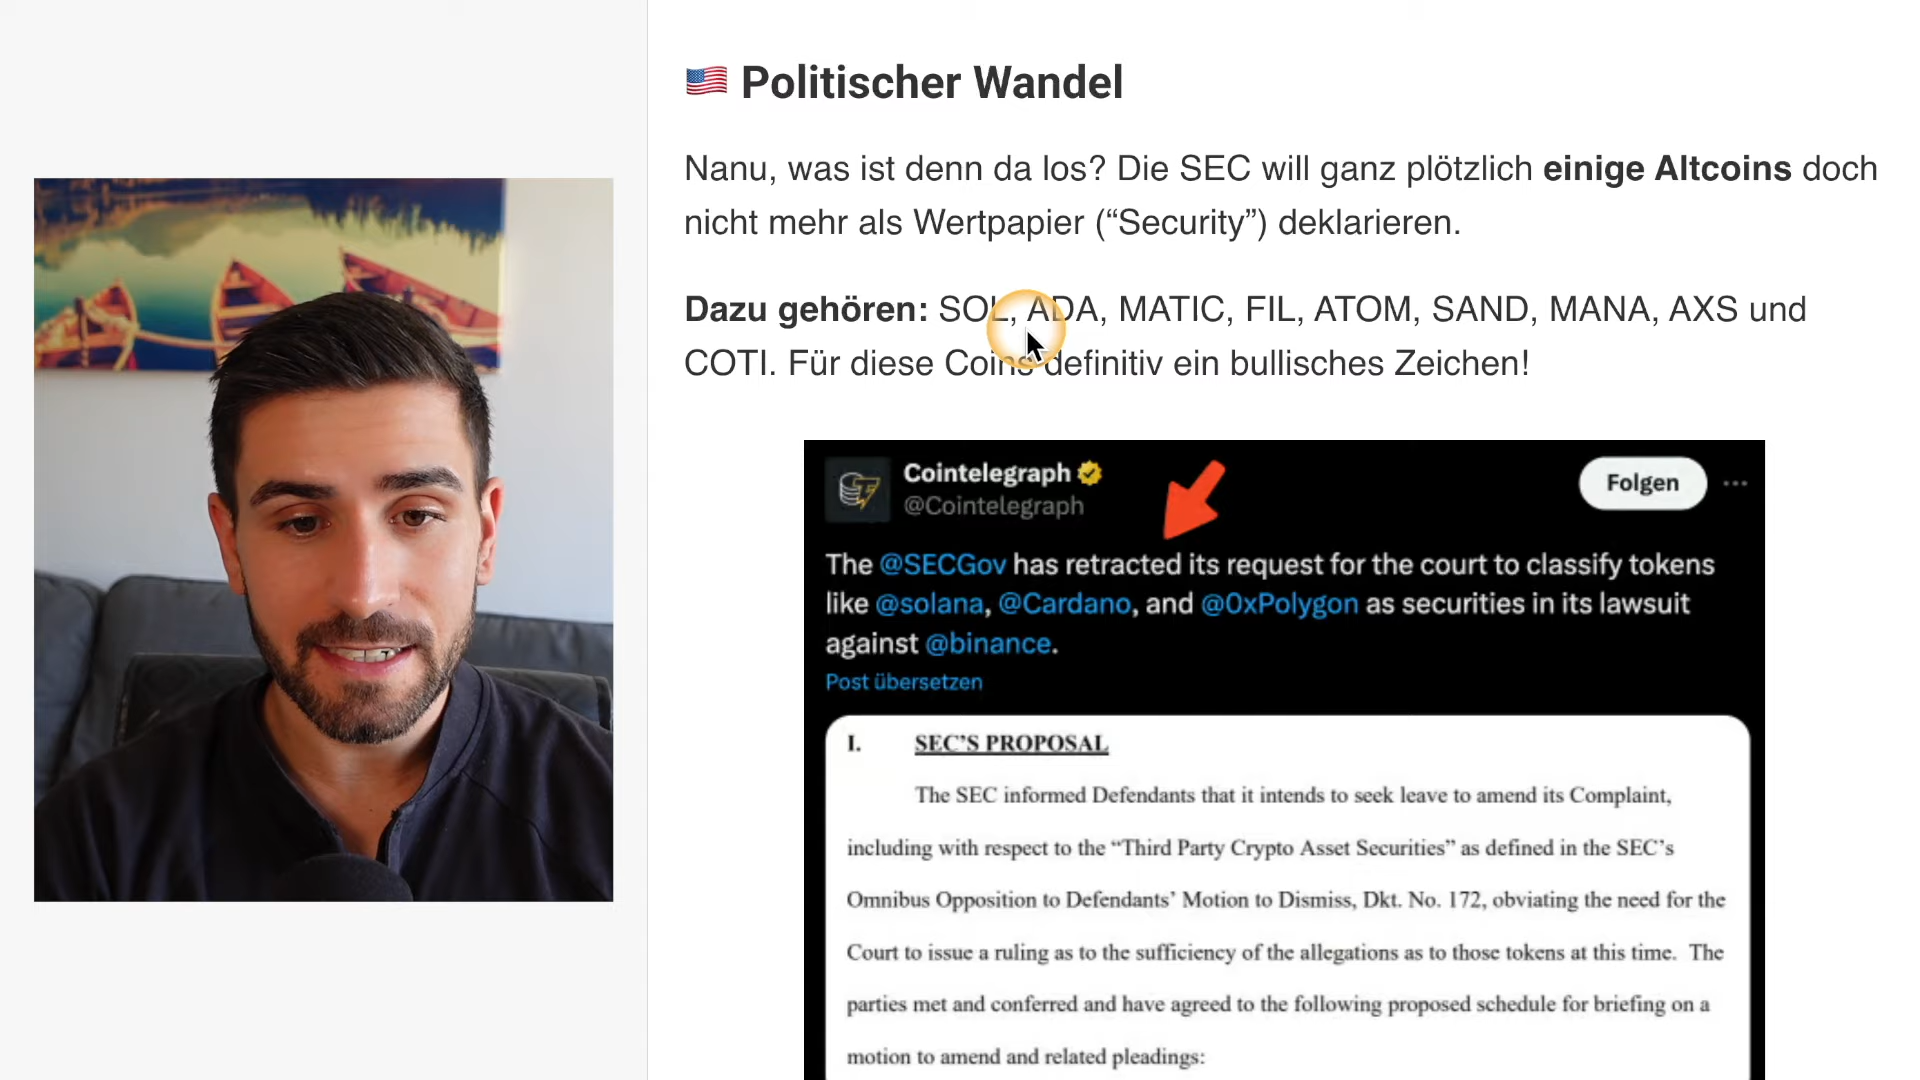 🇺🇸 Politischer Wandel
Nanu, was ist denn da los? Die SEC will ganz plötzlich einige Altcoins doch
nicht mehr als Wertpapier (“Security”) deklarieren.
Dazu gehören: SOL, ADA, MATIC, FIL, ATOM, SAND, MANA, AXS und
COTI. Für diese Coins definitiv ein bullisches Zeichen!
Cointelegraph
@Cointelegraph
Folgen
The @SECGov has retracted its request for the court to classify tokens
like @solana, @Cardano, and @0xPolygon as securities in its lawsuit
against @binance.
Post übersetzen
I. SEC’S PROPOSAL
The SEC informed Defendants that it intends to seek leave to amend its Complaint,
including with respect to the “Third Party Crypto Asset Securities” as defined in the SEC’s
Omnibus Opposition to Defendants’ Motion to Dismiss, Dkt. No. 172, obviating the need for the
Court to issue a ruling as to the sufficiency of the allegations as to those tokens at this time. The
parties met and conferred and have agreed to the following proposed schedule for briefing on a
motion to amend and related pleadings: